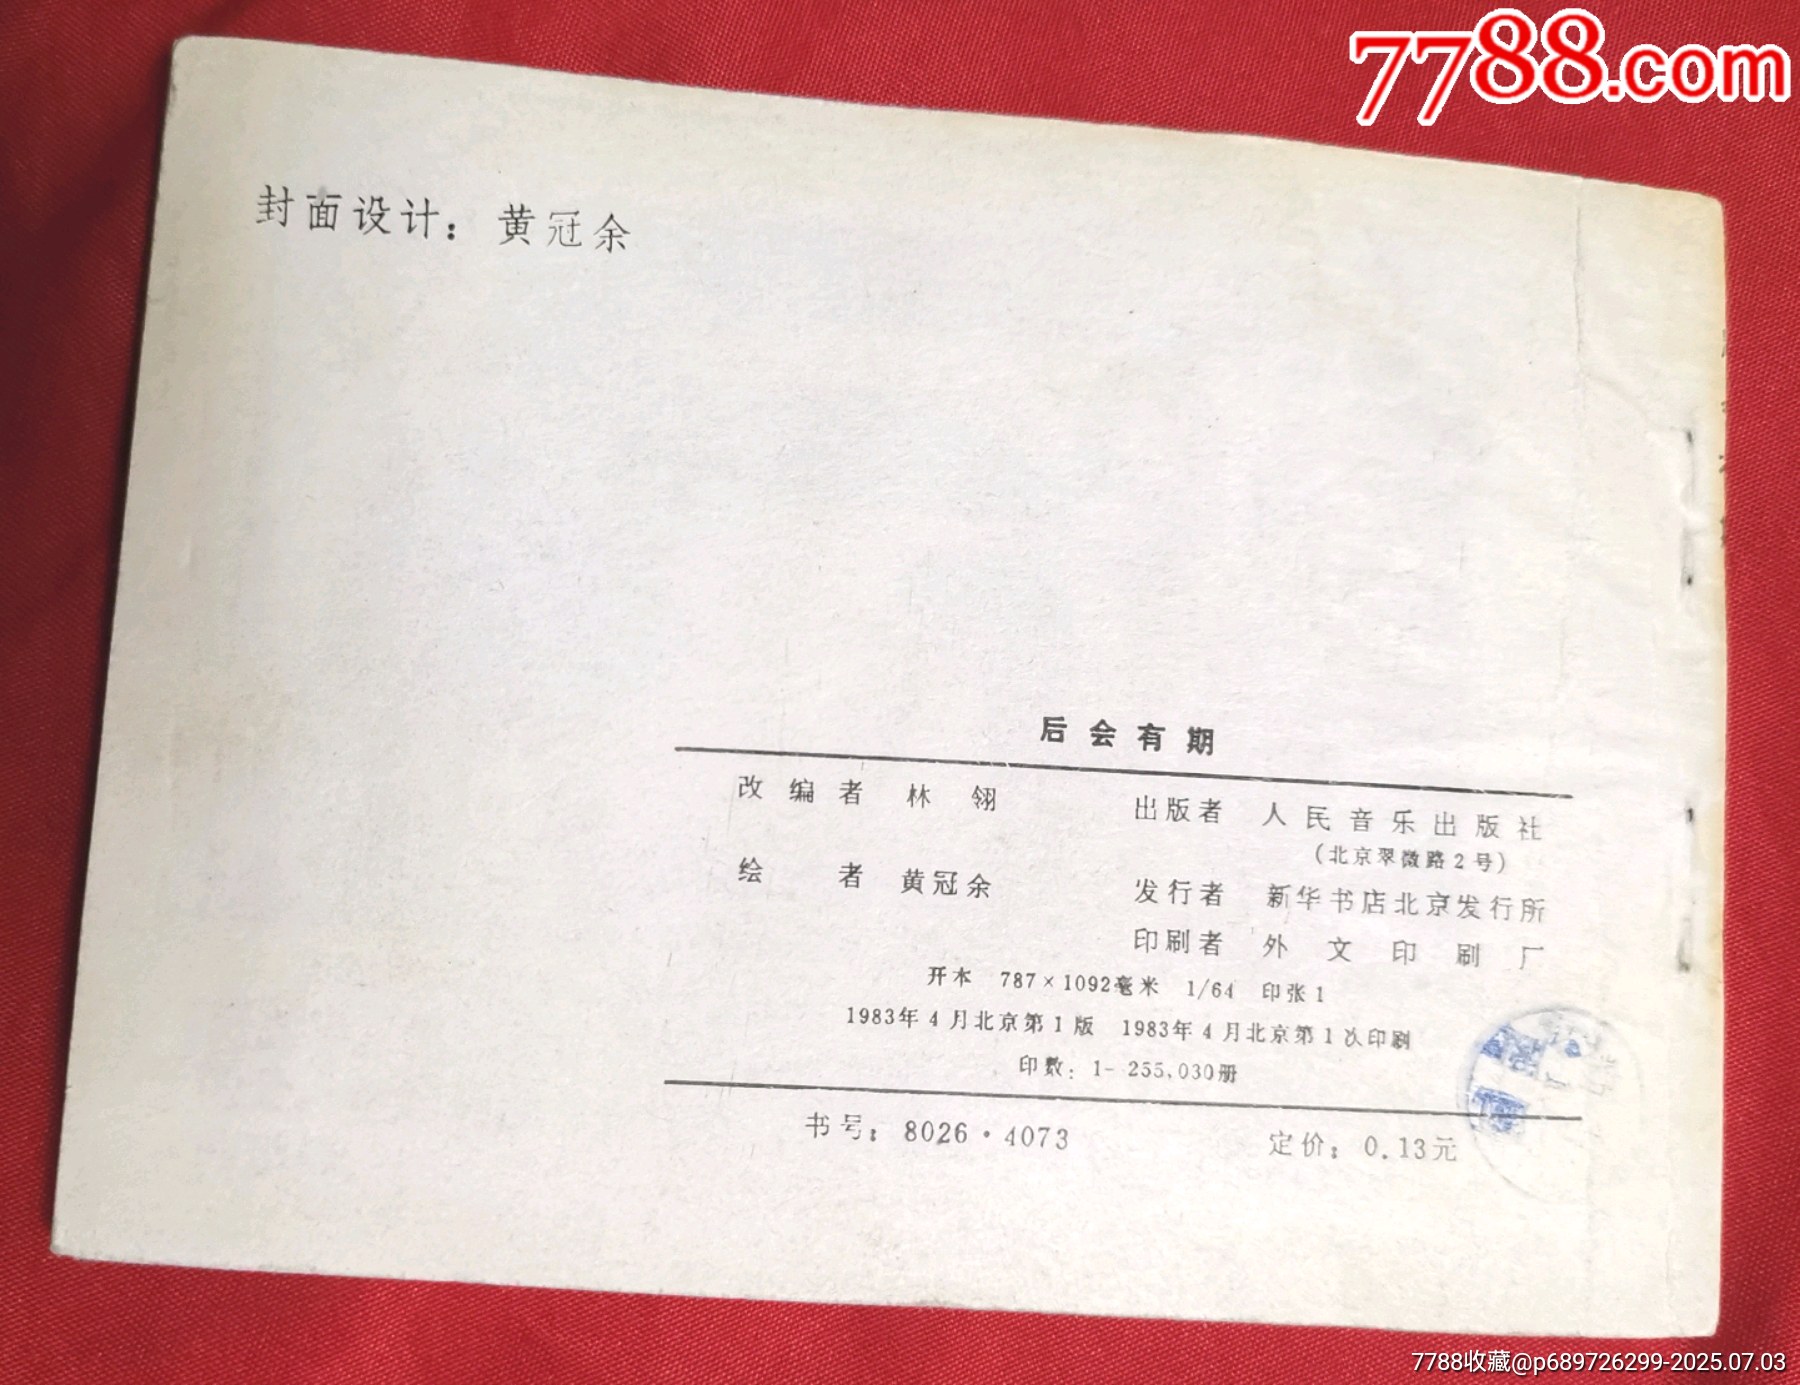 7788.com
封面设计：黄冠余
后会有期
改编者 林翎
出版者 人民音乐出版社
（北京翠微路2号）
绘者 黄冠余
发行者 新华书店北京发行所
印刷者 外文印刷厂
开本 787×1092毫米 1/64 印张1
1983年4月北京第1版 1983年4月北京第1次印刷
印数：1-255,030册
书号：8026·4073
定价：0.13元
7788收藏@p689726299-2025.07.03